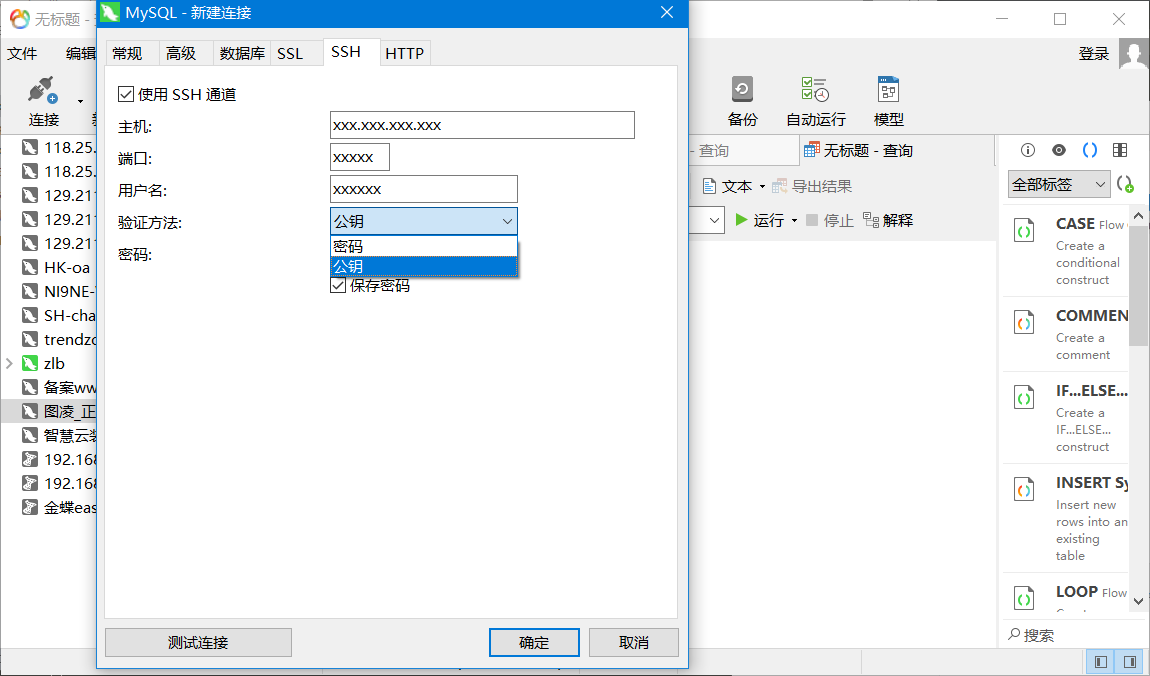 无标题 -
MySQL - 新建连接
文件 编辑
登录
常规 高级 数据库 SSL SSH HTTP
连接
备份 自动运行 模型
使用 SSH 通道
主机: xxx.xxx.xxx.xxx
端口: xxxxx
用户名: xxxxxx
验证方法: 公钥
密码
公钥
密码:
保存密码
测试连接 确定 取消
118.25.
118.25.
129.211
129.211
129.211
HK-oa
NI9NE-
SH-cha
trendzo
zlb
备案ww
图凌_正
智慧云
192.168
192.168
金蝶eas
- 查询 无标题 - 查询
文本 导出结果
运行 停止 解释
全部标签
CASE Flow
Create a
conditional
construct
COMMEN
Create a
comment
IF...ELSE...
Create a
IF...ELSE...
construct
INSERT Sy
Insert new
rows into an
existing
table
LOOP Flow
搜索